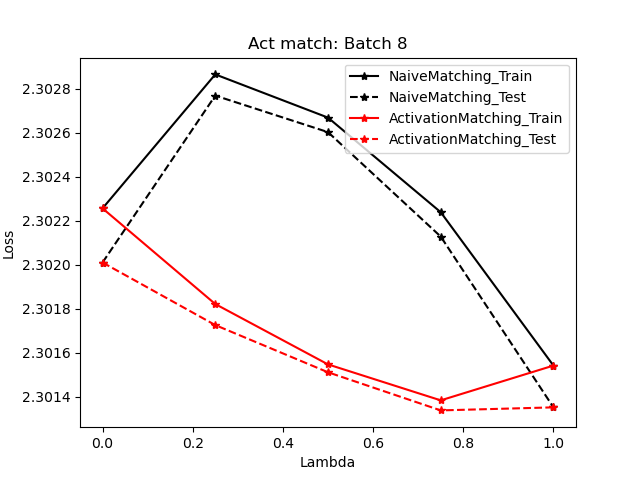 Act match: Batch 8
NaiveMatching_Train
NaiveMatching_Test
ActivationMatching_Train
ActivationMatching_Test
Loss
2.3028
2.3026
2.3024
2.3022
2.3020
2.3018
2.3016
2.3014
0.0 0.2 0.4 0.6 0.8 1.0
Lambda